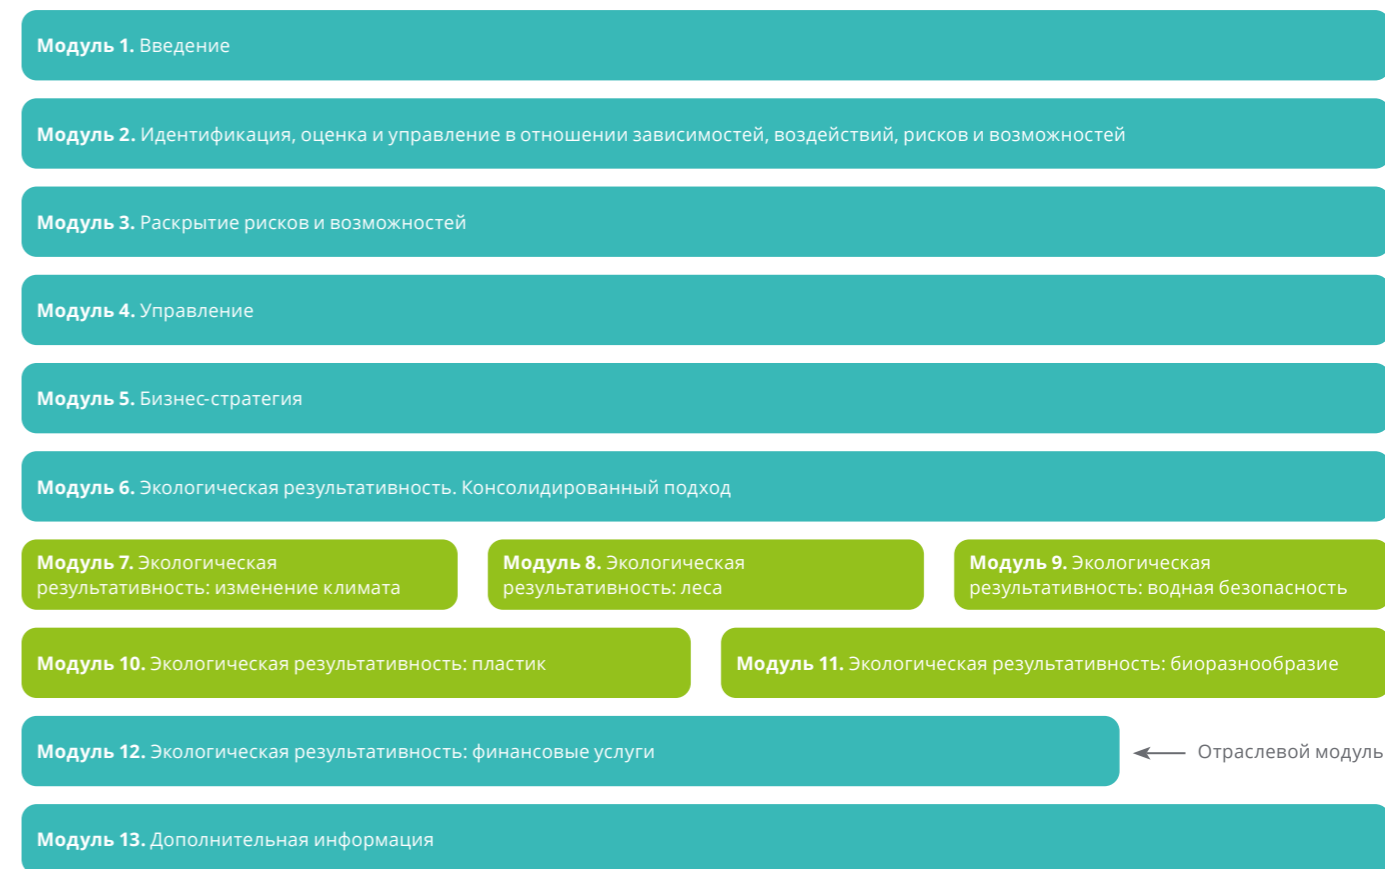 Модуль 1. Введение
Модуль 2. Идентификация, оценка и управление в отношении зависимостей, воздействий, рисков и возможностей
Модуль 3. Раскрытие рисков и возможностей
Модуль 4. Управление
Модуль 5. Бизнес-стратегия
Модуль 6. Экологическая результативность. Консолидированный подход
Модуль 7. Экологическая
результативность: изменение климата
Модуль 8. Экологическая
результативность: леса
Модуль 9. Экологическая
результативность: водная безопасность
Модуль 10. Экологическая результативность: пластик
Модуль 11. Экологическая результативность: биоразнообразие
Модуль 12. Экологическая результативность: финансовые услуги
Отраслевой модуль
Модуль 13. Дополнительная информация